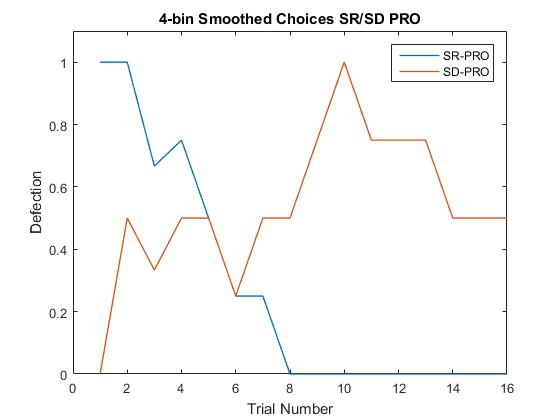 4-bin Smoothed Choices SR/SD PRO
SR-PRO
SD-PRO
1
0.8
0.6
0.4
0.2
0
Defection
0 2 4 6 8 10 12 14 16
Trial Number